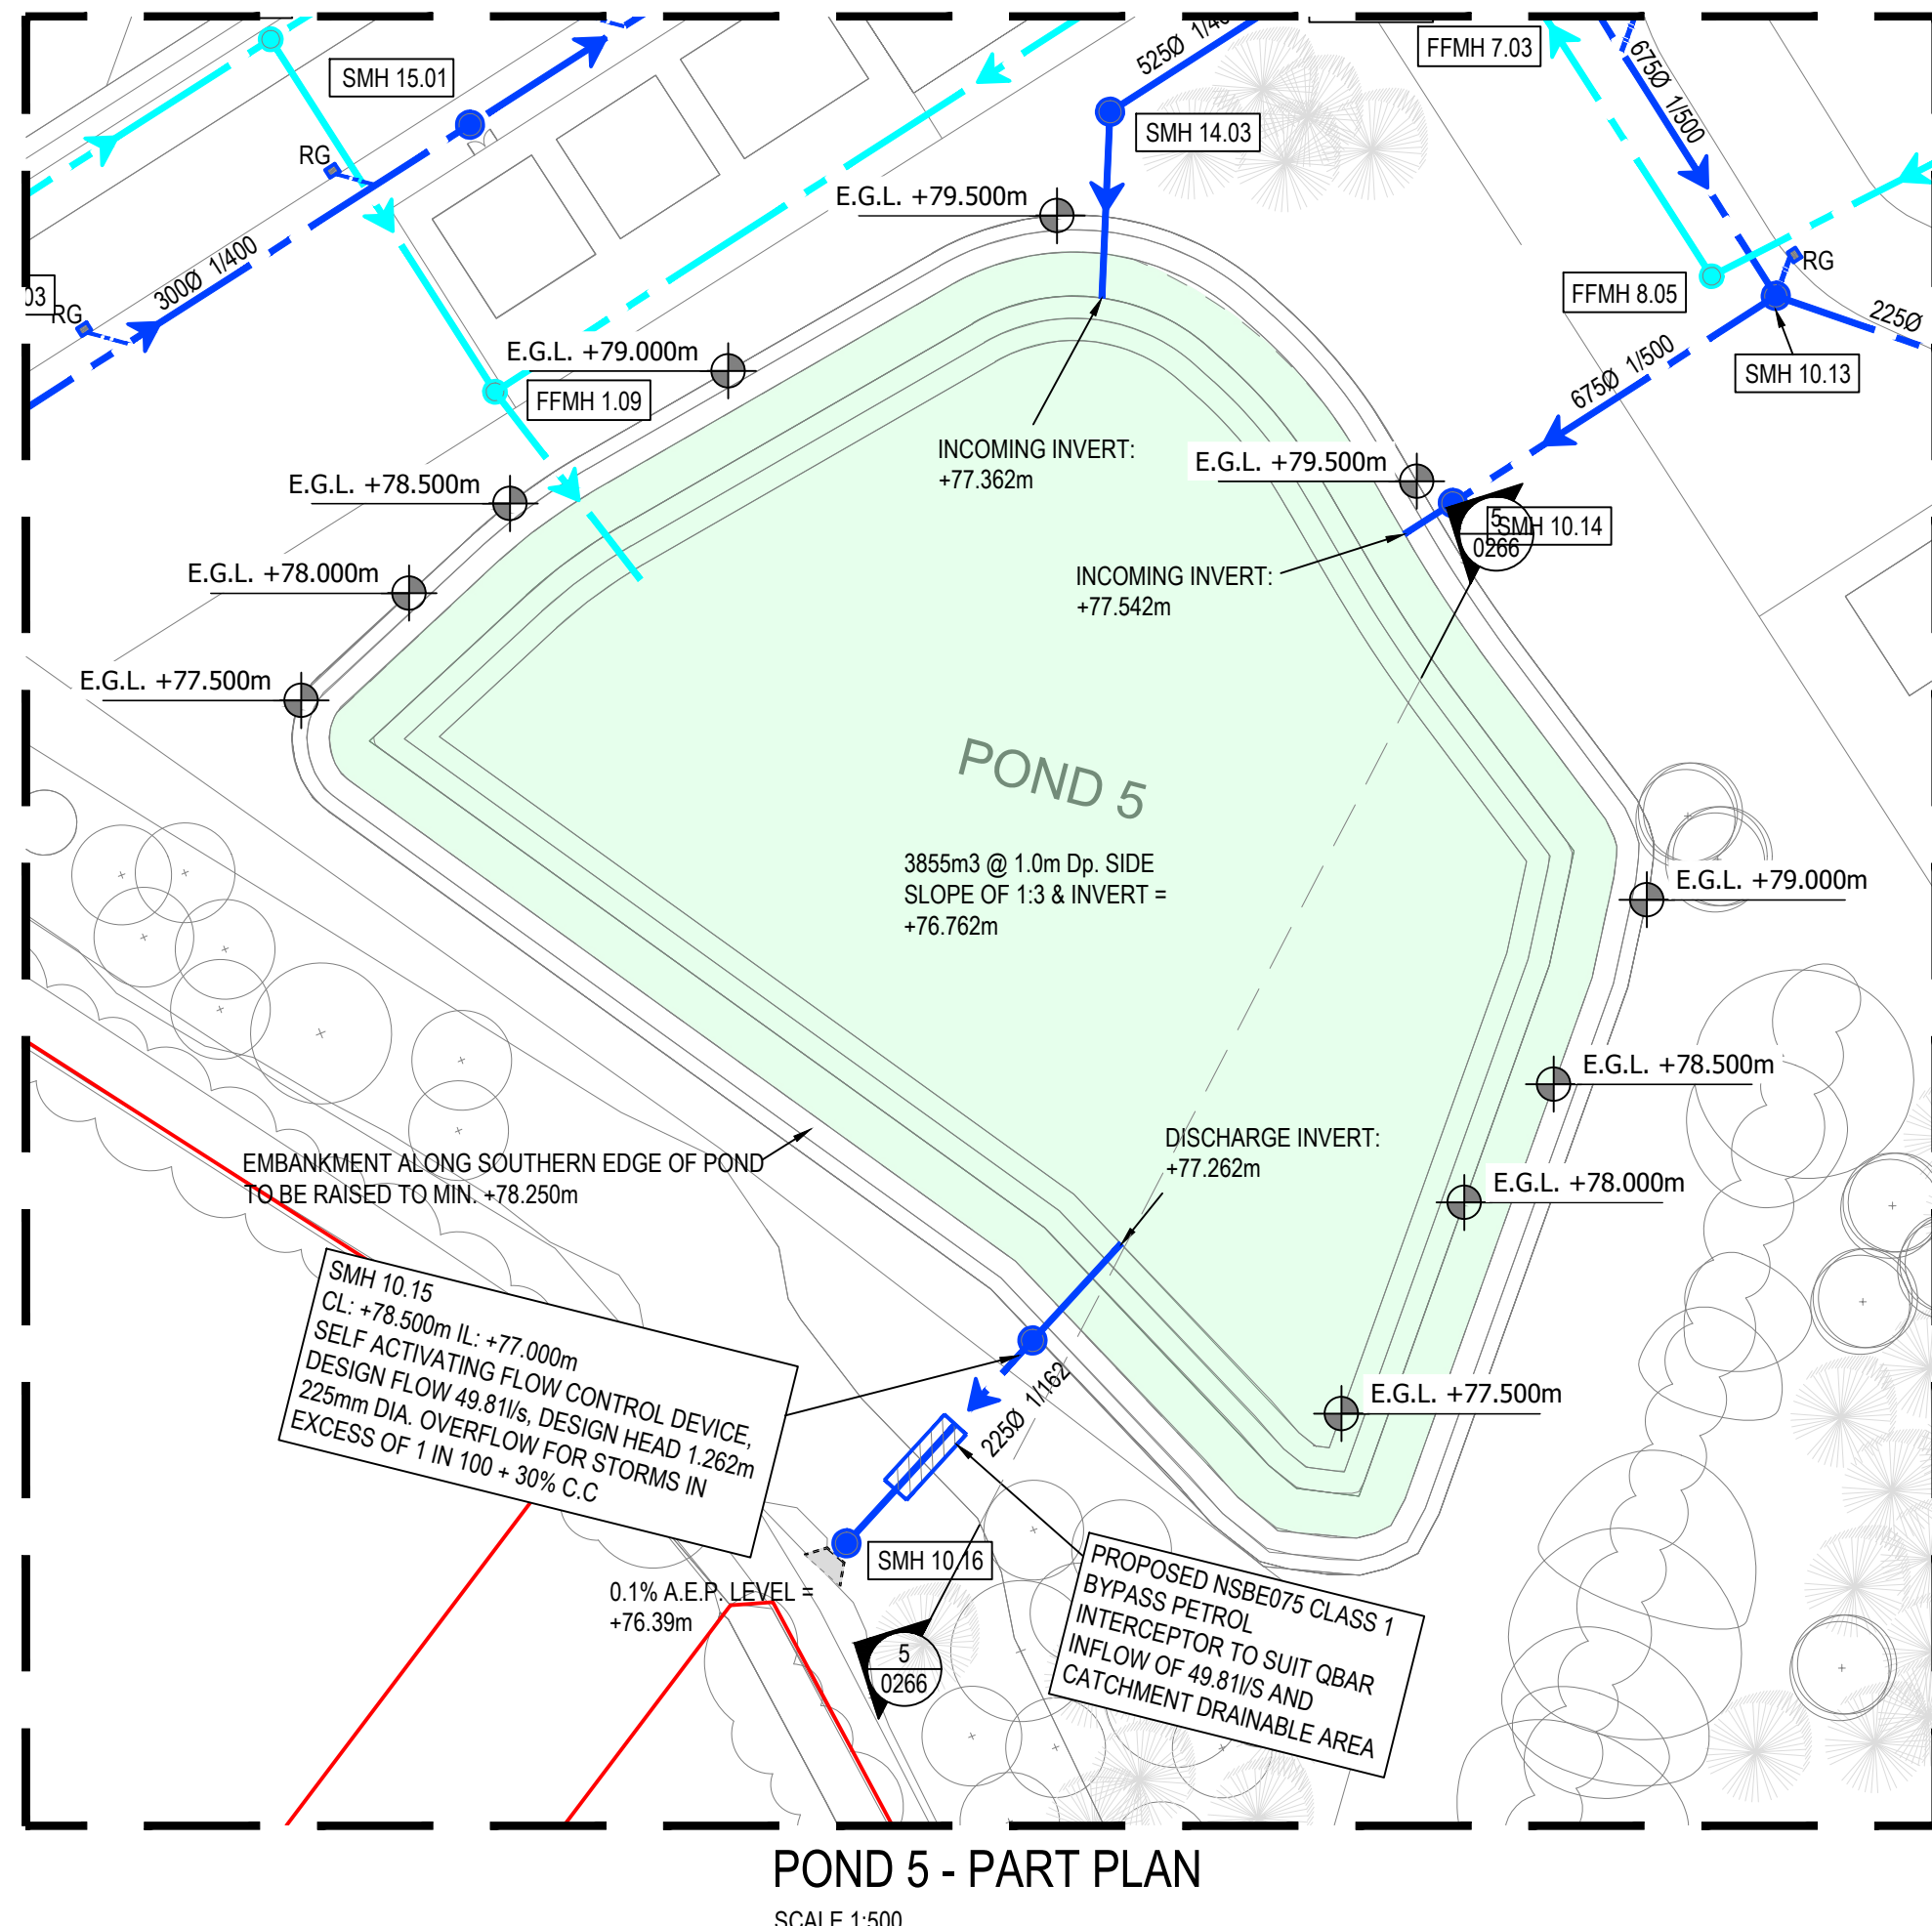 525Ø 1/40
FFMH 7.03
675Ø 1/500
SMH 15.01
SMH 14.03
RG
E.G.L. +79.500m
300Ø 1/400
03
RG
RG
FFMH 8.05
225Ø
E.G.L. +79.000m
675Ø 1/500
SMH 10.13
FFMH 1.09
INCOMING INVERT:
+77.362m
E.G.L. +79.500m
E.G.L. +78.500m
5
0266
SMH 10.14
E.G.L. +78.000m
INCOMING INVERT:
+77.542m
E.G.L. +77.500m
POND 5
3855m3 @ 1.0m Dp. SIDE
SLOPE OF 1:3 & INVERT =
+76.762m
E.G.L. +79.000m
E.G.L. +78.500m
DISCHARGE INVERT:
+77.262m
EMBANKMENT ALONG SOUTHERN EDGE OF POND
TO BE RAISED TO MIN. +78.250m
E.G.L. +78.000m
SMH 10.15
CL: +78.500m IL: +77.000m
SELF ACTIVATING FLOW CONTROL DEVICE,
DESIGN FLOW 49.81l/s, DESIGN HEAD 1.262m
225mm DIA. OVERFLOW FOR STORMS IN
EXCESS OF 1 IN 100 + 30% C.C
225Ø 1/162
E.G.L. +77.500m
SMH 10.16
PROPOSED NSBE075 CLASS 1
BYPASS PETROL
INTERCEPTOR TO SUIT QBAR
INFLOW OF 49.81l/S AND
CATCHMENT DRAINABLE AREA
0.1% A.E.P. LEVEL =
+76.39m
5
0266
POND 5 - PART PLAN
SCALE 1:500